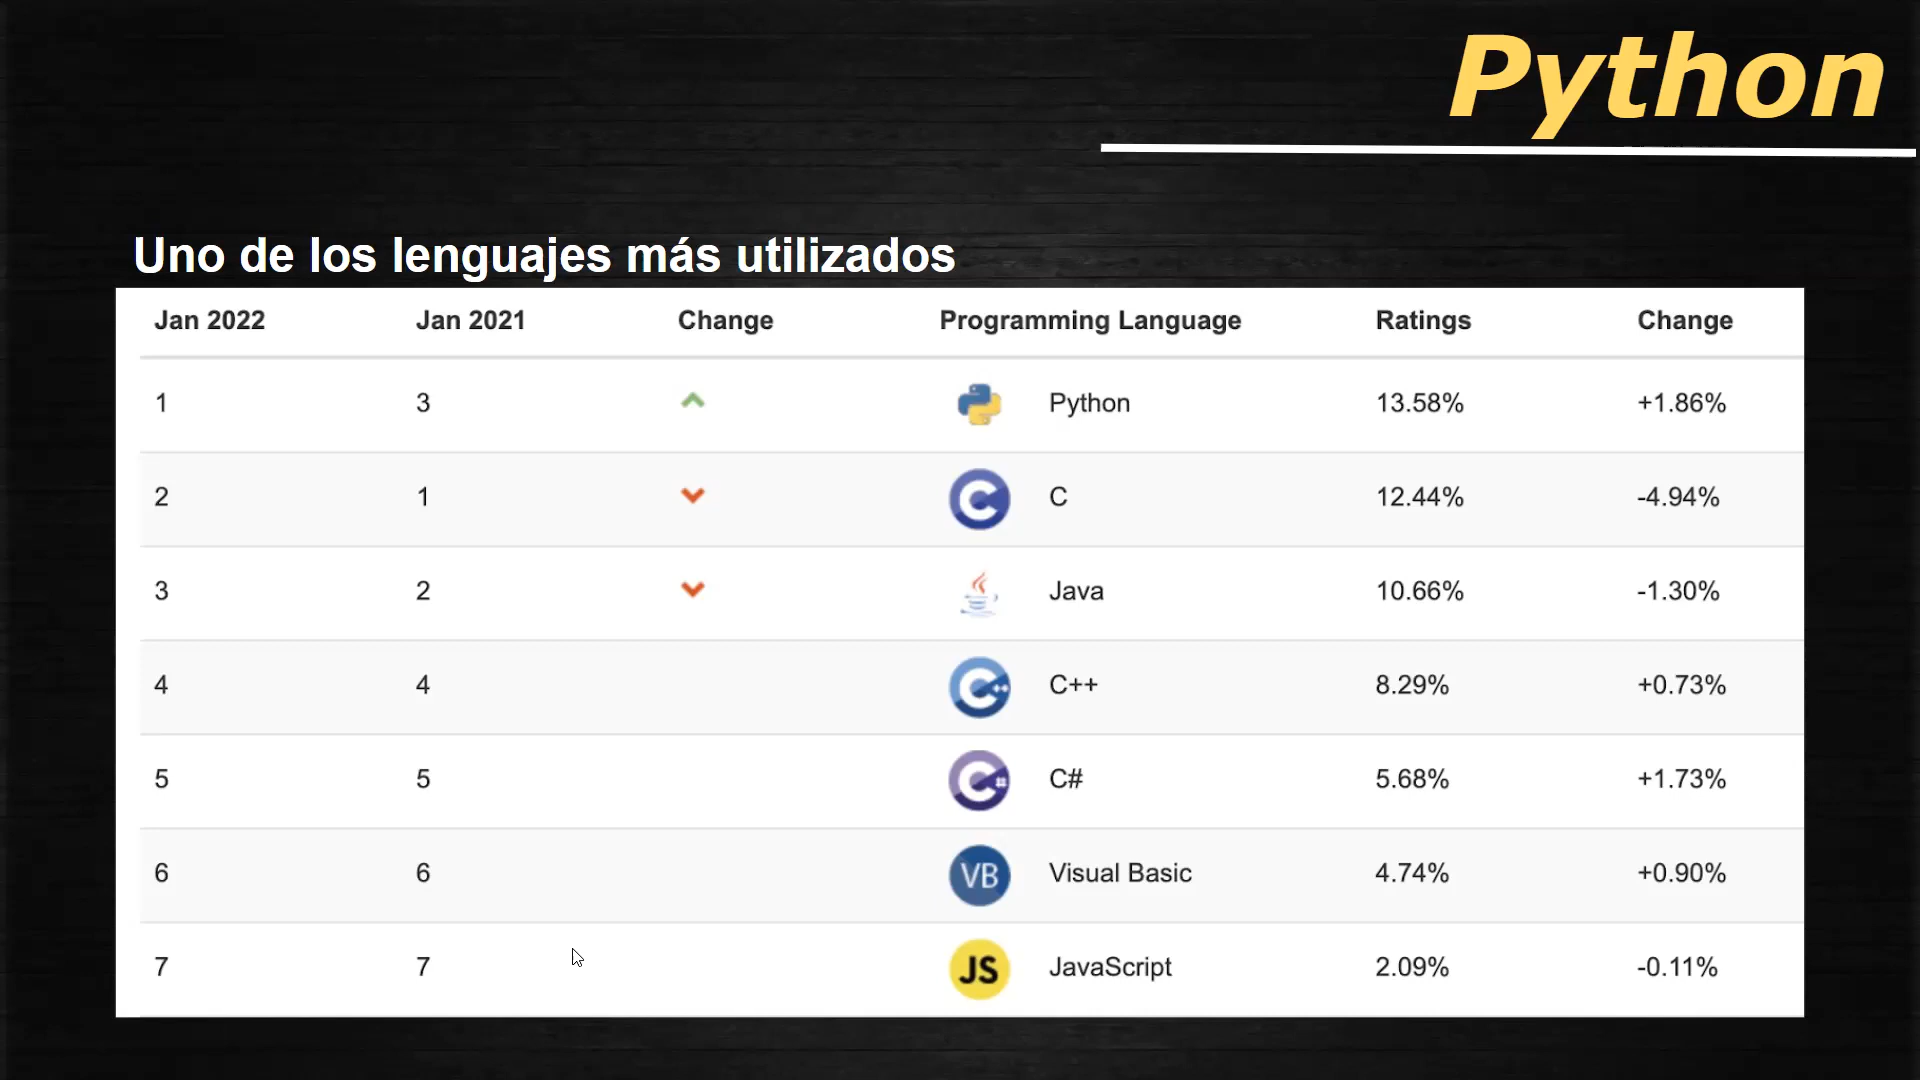 Python
Uno de los lenguajes más utilizados
Jan 2022 Jan 2021 Change Programming Language Ratings Change
1 3 Python 13.58% +1.86%
2 1 C C 12.44% -4.94%
3 2 Java 10.66% -1.30%
4 4 C++ C++ 8.29% +0.73%
5 5 C# C# 5.68% +1.73%
6 6 VB Visual Basic 4.74% +0.90%
7 7 JS JavaScript 2.09% -0.11%